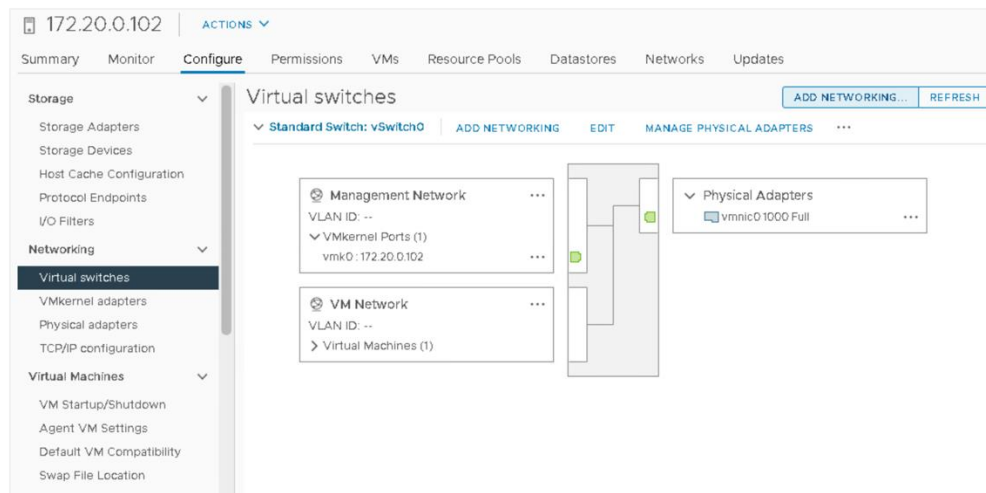 172.20.0.102 ACTIONS
Summary Monitor Configure Permissions VMs Resource Pools Datastores Networks Updates
Storage
Storage Adapters
Storage Devices
Host Cache Configuration
Protocol Endpoints
I/O Filters
Networking
Virtual switches
VMkernel adapters
Physical adapters
TCP/IP configuration
Virtual Machines
VM Startup/Shutdown
Agent VM Settings
Default VM Compatibility
Swap File Location
Virtual switches
ADD NETWORKING... REFRESH
Standard Switch: vSwitch0 ADD NETWORKING EDIT MANAGE PHYSICAL ADAPTERS ...
Management Network ...
VLAN ID: --
VMkernel Ports (1)
vmk0 : 172.20.0.102 ...
VM Network ...
VLAN ID: --
Virtual Machines (1)
Physical Adapters
vmnic0 1000 Full ...